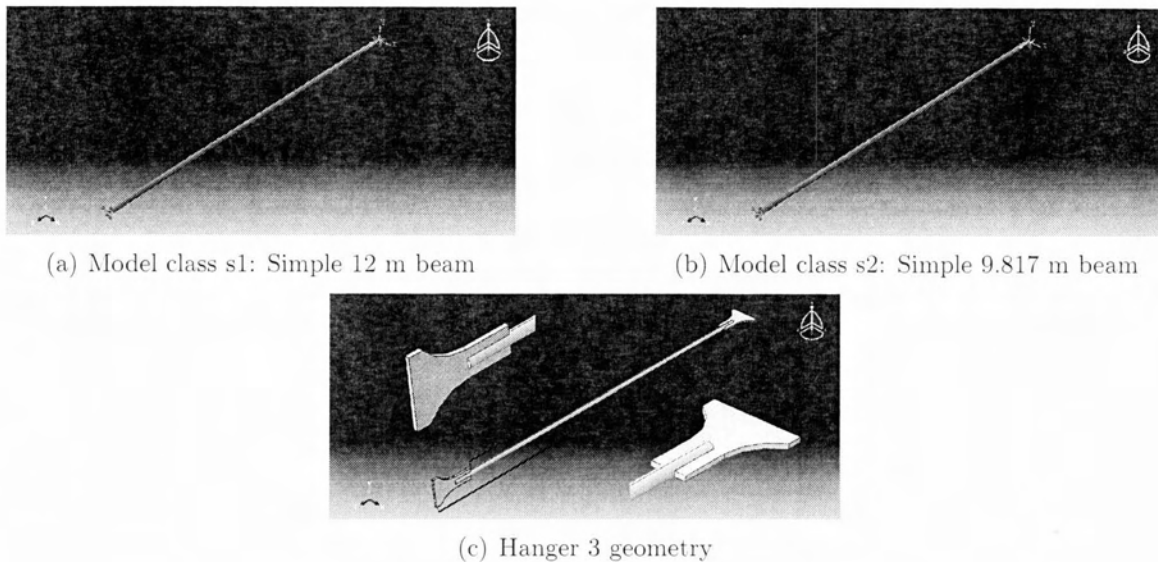 (a) Model class s1: Simple 12 m beam
(b) Model class s2: Simple 9.817 m beam
(c) Hanger 3 geometry